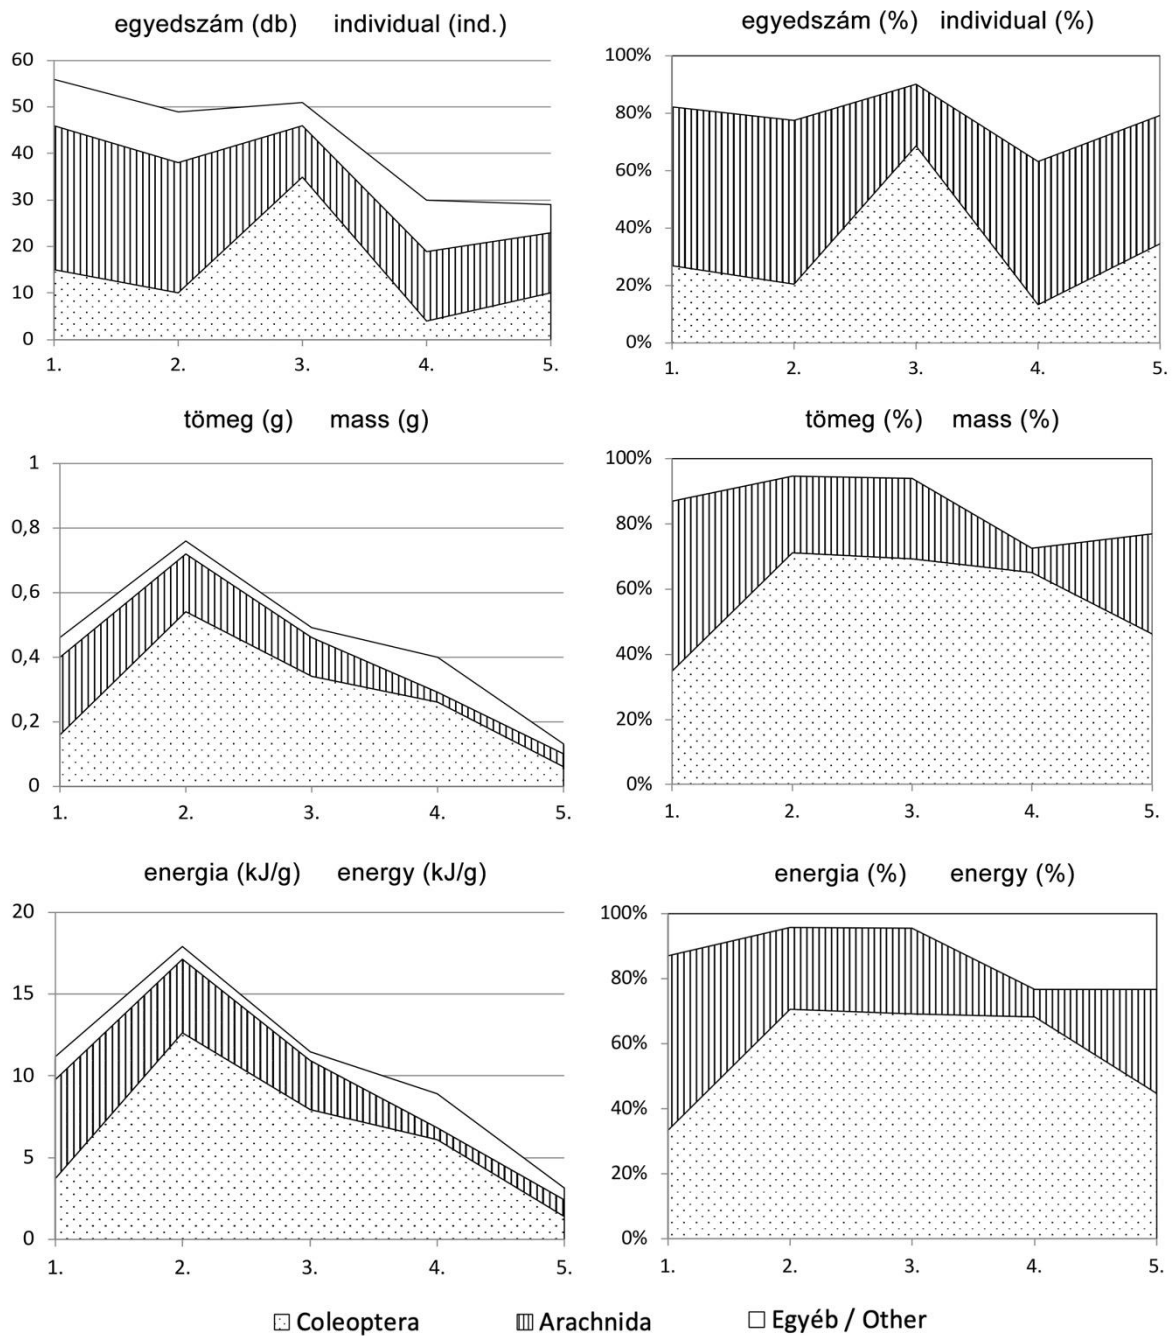 egyedszám (db) individual (ind.)
60
50
40
30
20
10
0
1. 2. 3. 4. 5.
egyedszám (%) individual (%)
100%
80%
60%
40%
20%
0%
1. 2. 3. 4. 5.
tömeg (g) mass (g)
1
0,8
0,6
0,4
0,2
0
1. 2. 3. 4. 5.
tömeg (%) mass (%)
100%
80%
60%
40%
20%
0%
1. 2. 3. 4. 5.
energia (kJ/g) energy (kJ/g)
20
15
10
5
0
1. 2. 3. 4. 5.
energia (%) energy (%)
100%
80%
60%
40%
20%
0%
1. 2. 3. 4. 5.
Coleoptera Arachnida Egyéb / Other